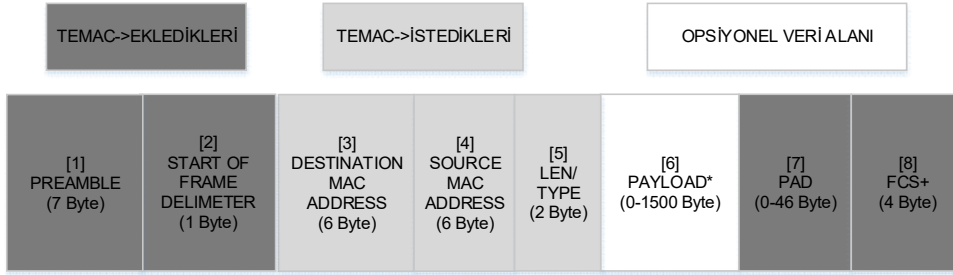 TEMAC->EKLEDİKLERİ
TEMAC->İSTEDİKLERİ
OPSİYONEL VERİ ALANI
[1]
PREAMBLE
(7 Byte)
[2]
START OF
FRAME
DELIMETER
(1 Byte)
[3]
DESTINATION
MAC
ADDRESS
(6 Byte)
[4]
SOURCE
MAC
ADDRESS
(6 Byte)
[5]
LEN/
TYPE
(2 Byte)
[6]
PAYLOAD*
(0-1500 Byte)
[7]
PAD
(0-46 Byte)
[8]
FCS+
(4 Byte)